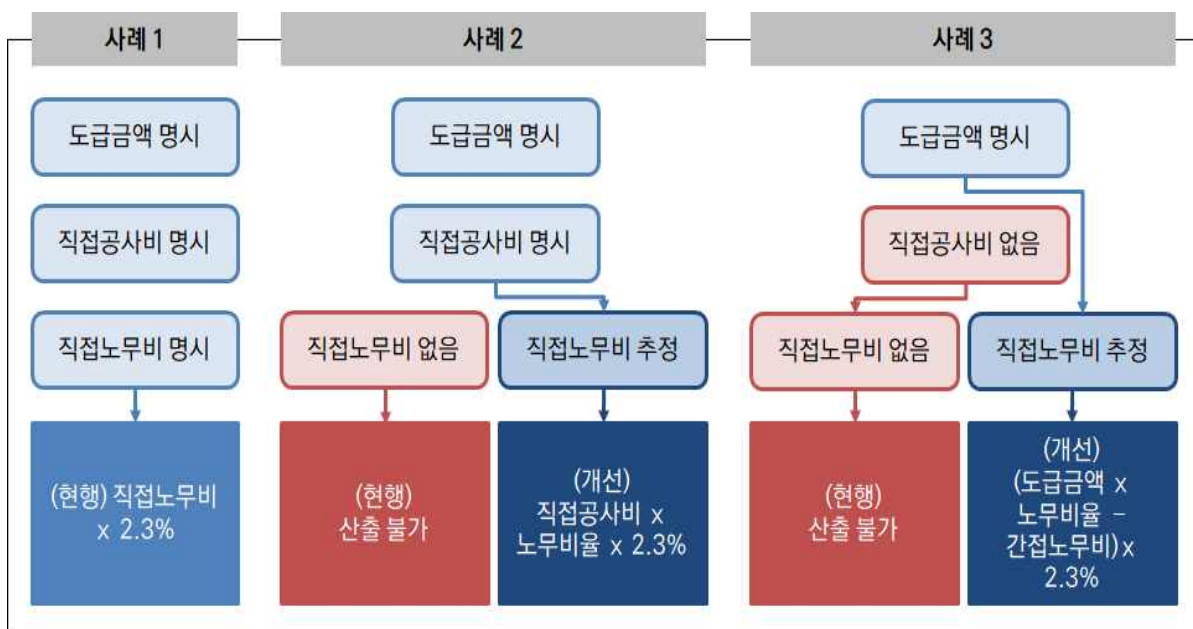 사례 1
사례 2
사례 3
도급금액 명시
도급금액 명시
도급금액 명시
직접공사비 명시
직접공사비 명시
직접공사비 없음
직접노무비 명시
직접노무비 없음
직접노무비 추정
직접노무비 없음
직접노무비 추정
(현행) 직접노무비
x 2.3%
(현행)
산출 불가
(개선)
직접공사비 x
노무비율 x 2.3%
(현행)
산출 불가
(개선)
(도급금액 x
노무비율 –
간접노무비) x
2.3%